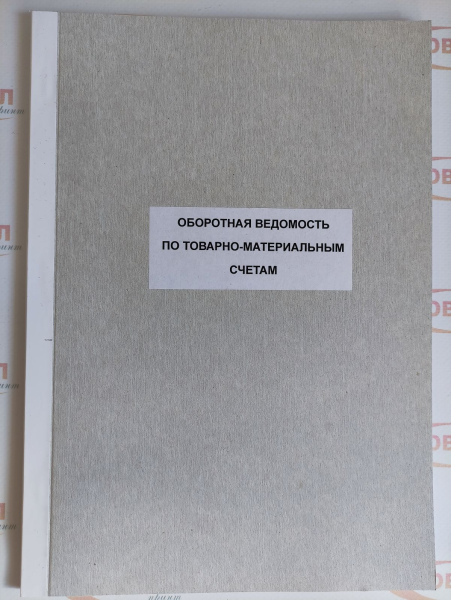 ОБОРОТНАЯ ВЕДОМОСТЬ
ПО ТОВАРНО-МАТЕРИАЛЬНЫМ
СЧЕТАМ